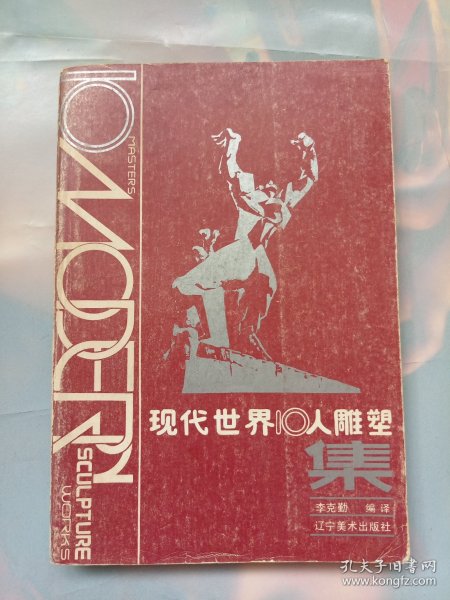 10
MASTERS
MODERN
SCULPTURE
WORKS
现代世界10人雕塑
集
李克勤 编译
辽宁美术出版社
孔夫子旧书网
www.kongfz.com